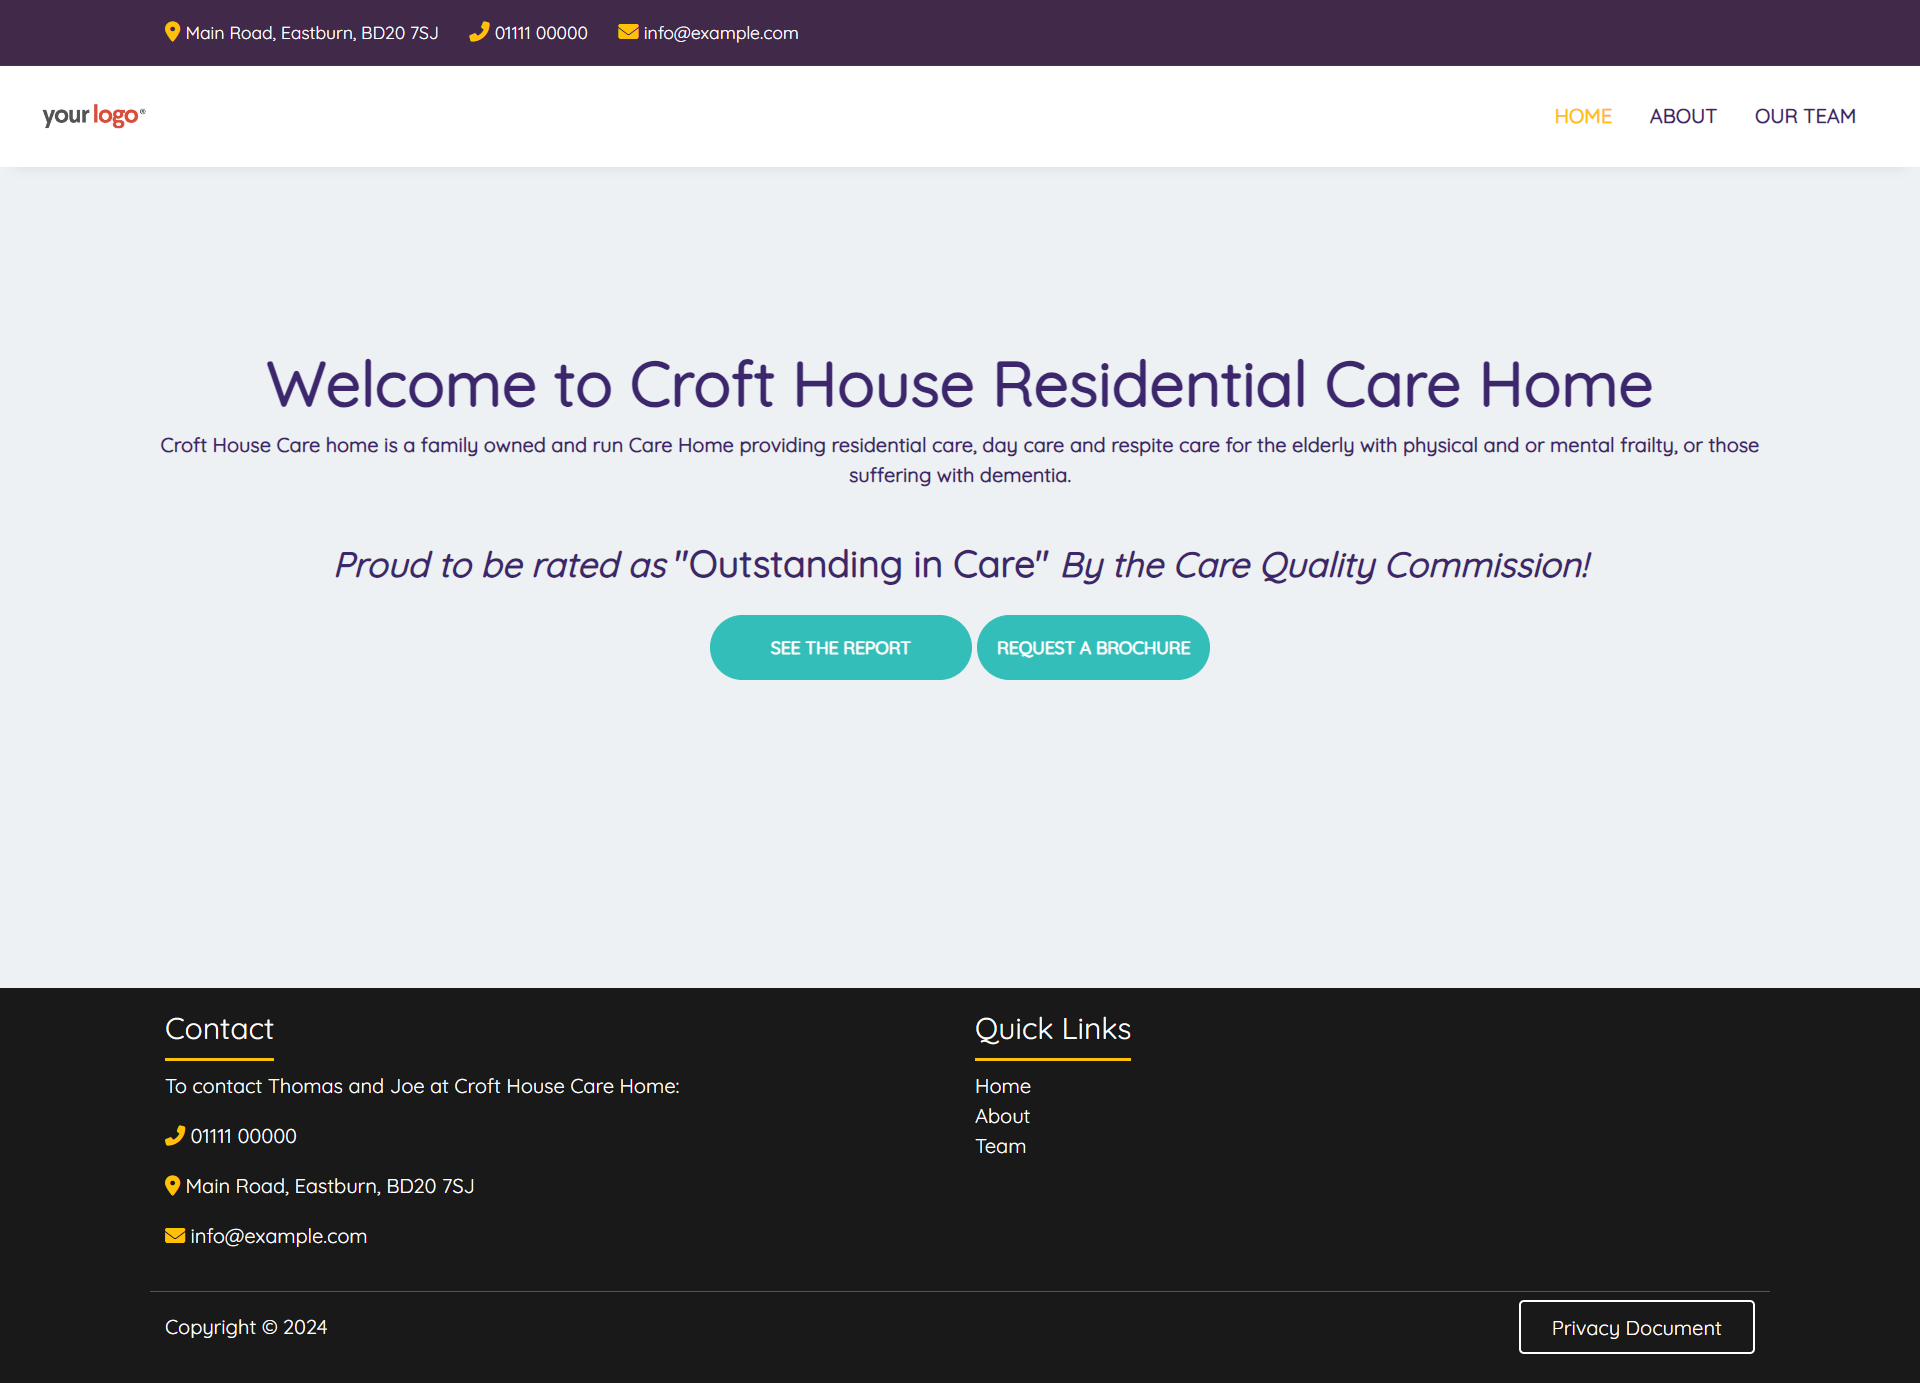 Main Road, Eastburn, BD20 7SJ 01111 00000 info@example.com
your logo®
HOME ABOUT OUR TEAM
Welcome to Croft House Residential Care Home
Croft House Care home is a family owned and run Care Home providing residential care, day care and respite care for the elderly with physical and or mental frailty, or those
suffering with dementia.
Proud to be rated as "Outstanding in Care" By the Care Quality Commission!
SEE THE REPORT REQUEST A BROCHURE
Contact
To contact Thomas and Joe at Croft House Care Home:
01111 00000
Main Road, Eastburn, BD20 7SJ
info@example.com
Quick Links
Home
About
Team
Copyright © 2024
Privacy Document